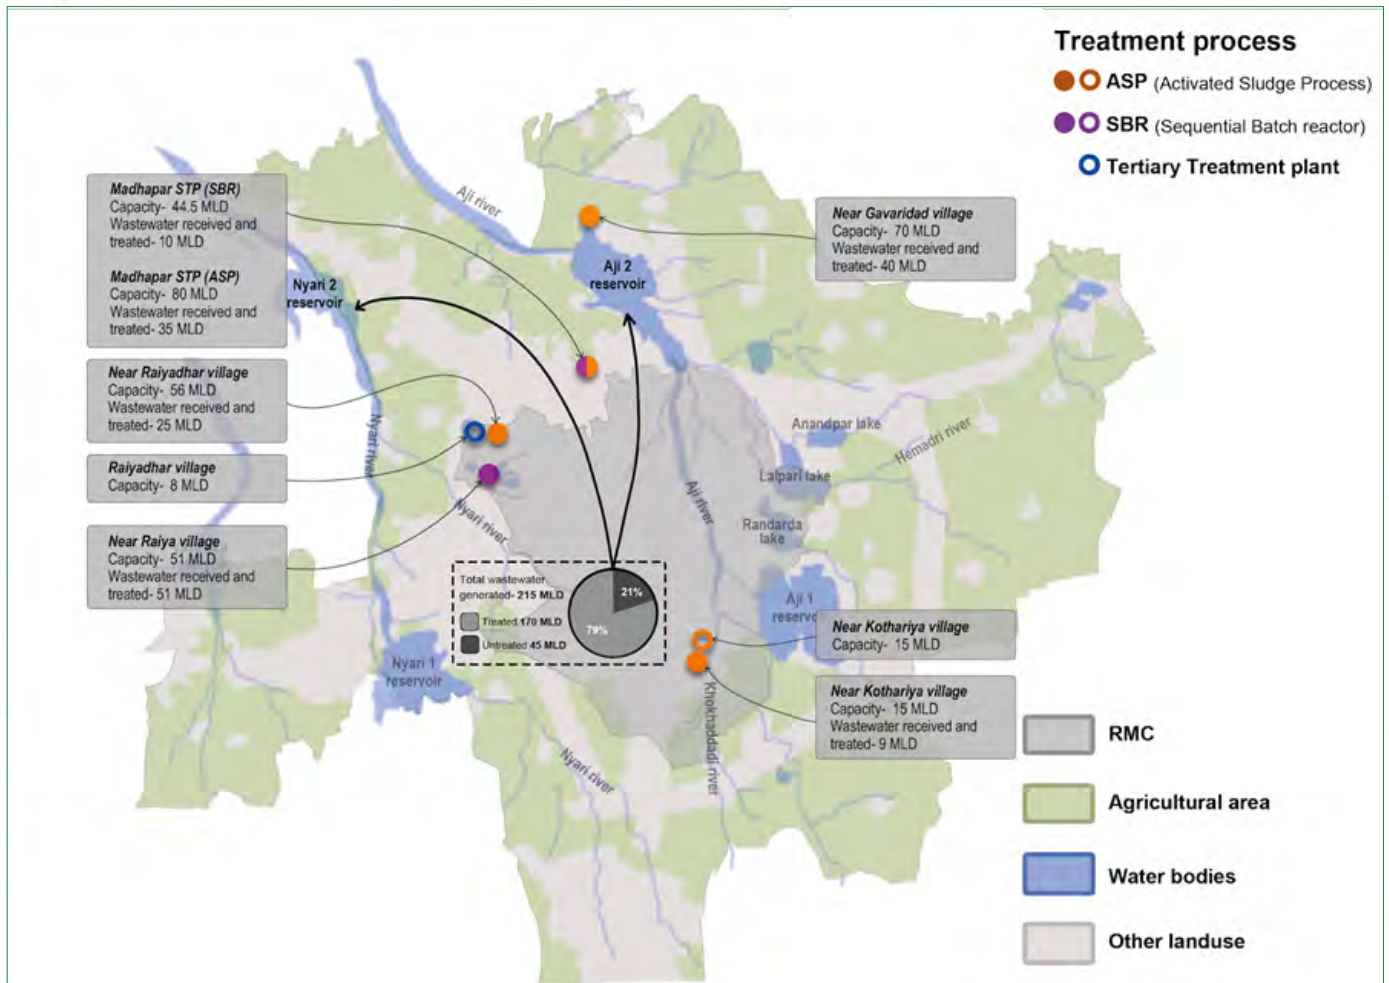 Treatment process
ASP (Activated Sludge Process)
SBR (Sequential Batch reactor)
Tertiary Treatment plant
Madhapar STP (SBR)
Capacity- 44.5 MLD
Wastewater received and
treated- 10 MLD
Madhapar STP (ASP)
Capacity- 80 MLD
Wastewater received and
treated- 35 MLD
Near Raiyadhar village
Capacity- 56 MLD
Wastewater received and
treated- 25 MLD
Raiyadhar village
Capacity- 8 MLD
Near Raiya village
Capacity- 51 MLD
Wastewater received and
treated- 51 MLD
Near Gavaridad village
Capacity- 70 MLD
Wastewater received and
treated- 40 MLD
Aji river
Aji 2
reservoir
Nyari 2
reservoir
Nyari river
Nyari river
Aji river
Anandpar lake
Hemadri river
Lalpari lake
Randarda
lake
Aji 1
Total wastewater
generated- 215 MLD
Treated 170 MLD
Untreated 45 MLD
21%
79%
Nyari 1
reservoir
Nyari river
Khokhaddadi river
Near Kothariya village
Capacity- 15 MLD
Near Kothariya village
Capacity- 15 MLD
Wastewater received and
treated- 9 MLD
RMC
Agricultural area
Water bodies
Other landuse